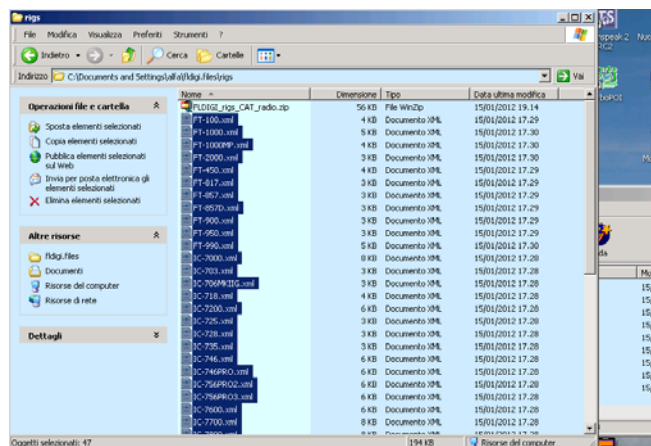 rigs
File Modifica Visualizza Preferiti Strumenti ?
Indietro Cerca Cartelle
Indirizzo C:\Documents and Settings\alfa\fldigi.files\rigs Vai
Operazioni file e cartella
Sposta elementi selezionati
Copia elementi selezionati
Pubblica elementi selezionati
sul Web
Invia per posta elettronica gli
elementi selezionati
Elimina elementi selezionati
Altre risorse
fldigi.files
Documenti
Risorse del computer
Risorse di rete
Dettagli
Nome Dimensione Tipo Data ultima modifica
FLDIGI_rigs_CAT_radio.zip 56 KB File WinZip 15/01/2012 19.14
FT-100.xml 4 KB Documento XML 15/01/2012 17.29
FT-1000.xml 5 KB Documento XML 15/01/2012 17.30
FT-1000MP.xml 4 KB Documento XML 15/01/2012 17.30
FT-2000.xml 3 KB Documento XML 15/01/2012 17.30
FT-450.xml 4 KB Documento XML 15/01/2012 17.29
FT-817.xml 3 KB Documento XML 15/01/2012 17.29
FT-857.xml 3 KB Documento XML 15/01/2012 17.29
FT-857D.xml 3 KB Documento XML 15/01/2012 17.29
FT-900.xml 3 KB Documento XML 15/01/2012 17.29
FT-950.xml 3 KB Documento XML 15/01/2012 17.29
FT-990.xml 5 KB Documento XML 15/01/2012 17.30
IC-7000.xml 8 KB Documento XML 15/01/2012 17.28
IC-703.xml 3 KB Documento XML 15/01/2012 17.28
IC-706MKIIG.xml 3 KB Documento XML 15/01/2012 17.28
IC-718.xml 4 KB Documento XML 15/01/2012 17.28
IC-7200.xml 6 KB Documento XML 15/01/2012 17.28
IC-725.xml 3 KB Documento XML 15/01/2012 17.28
IC-728.xml 3 KB Documento XML 15/01/2012 17.28
IC-735.xml 3 KB Documento XML 15/01/2012 17.28
IC-746.xml 6 KB Documento XML 15/01/2012 17.28
IC-746PRO.xml 6 KB Documento XML 15/01/2012 17.28
IC-756PRO2.xml 6 KB Documento XML 15/01/2012 17.28
IC-756PRO3.xml 6 KB Documento XML 15/01/2012 17.28
IC-7600.xml 6 KB Documento XML 15/01/2012 17.28
IC-7700.xml 8 KB Documento XML 15/01/2012 17.28
Oggetti selezionati: 47 194 KB Risorse del computer